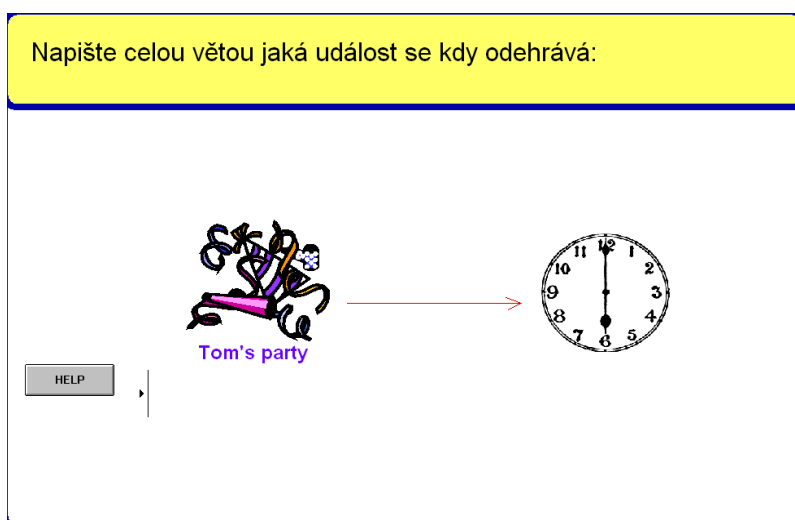 Napište celou větou jaká událost se kdy odehrává:
12
11 1
10 2
9 3
8 4
7 5
6
Tom's party
HELP